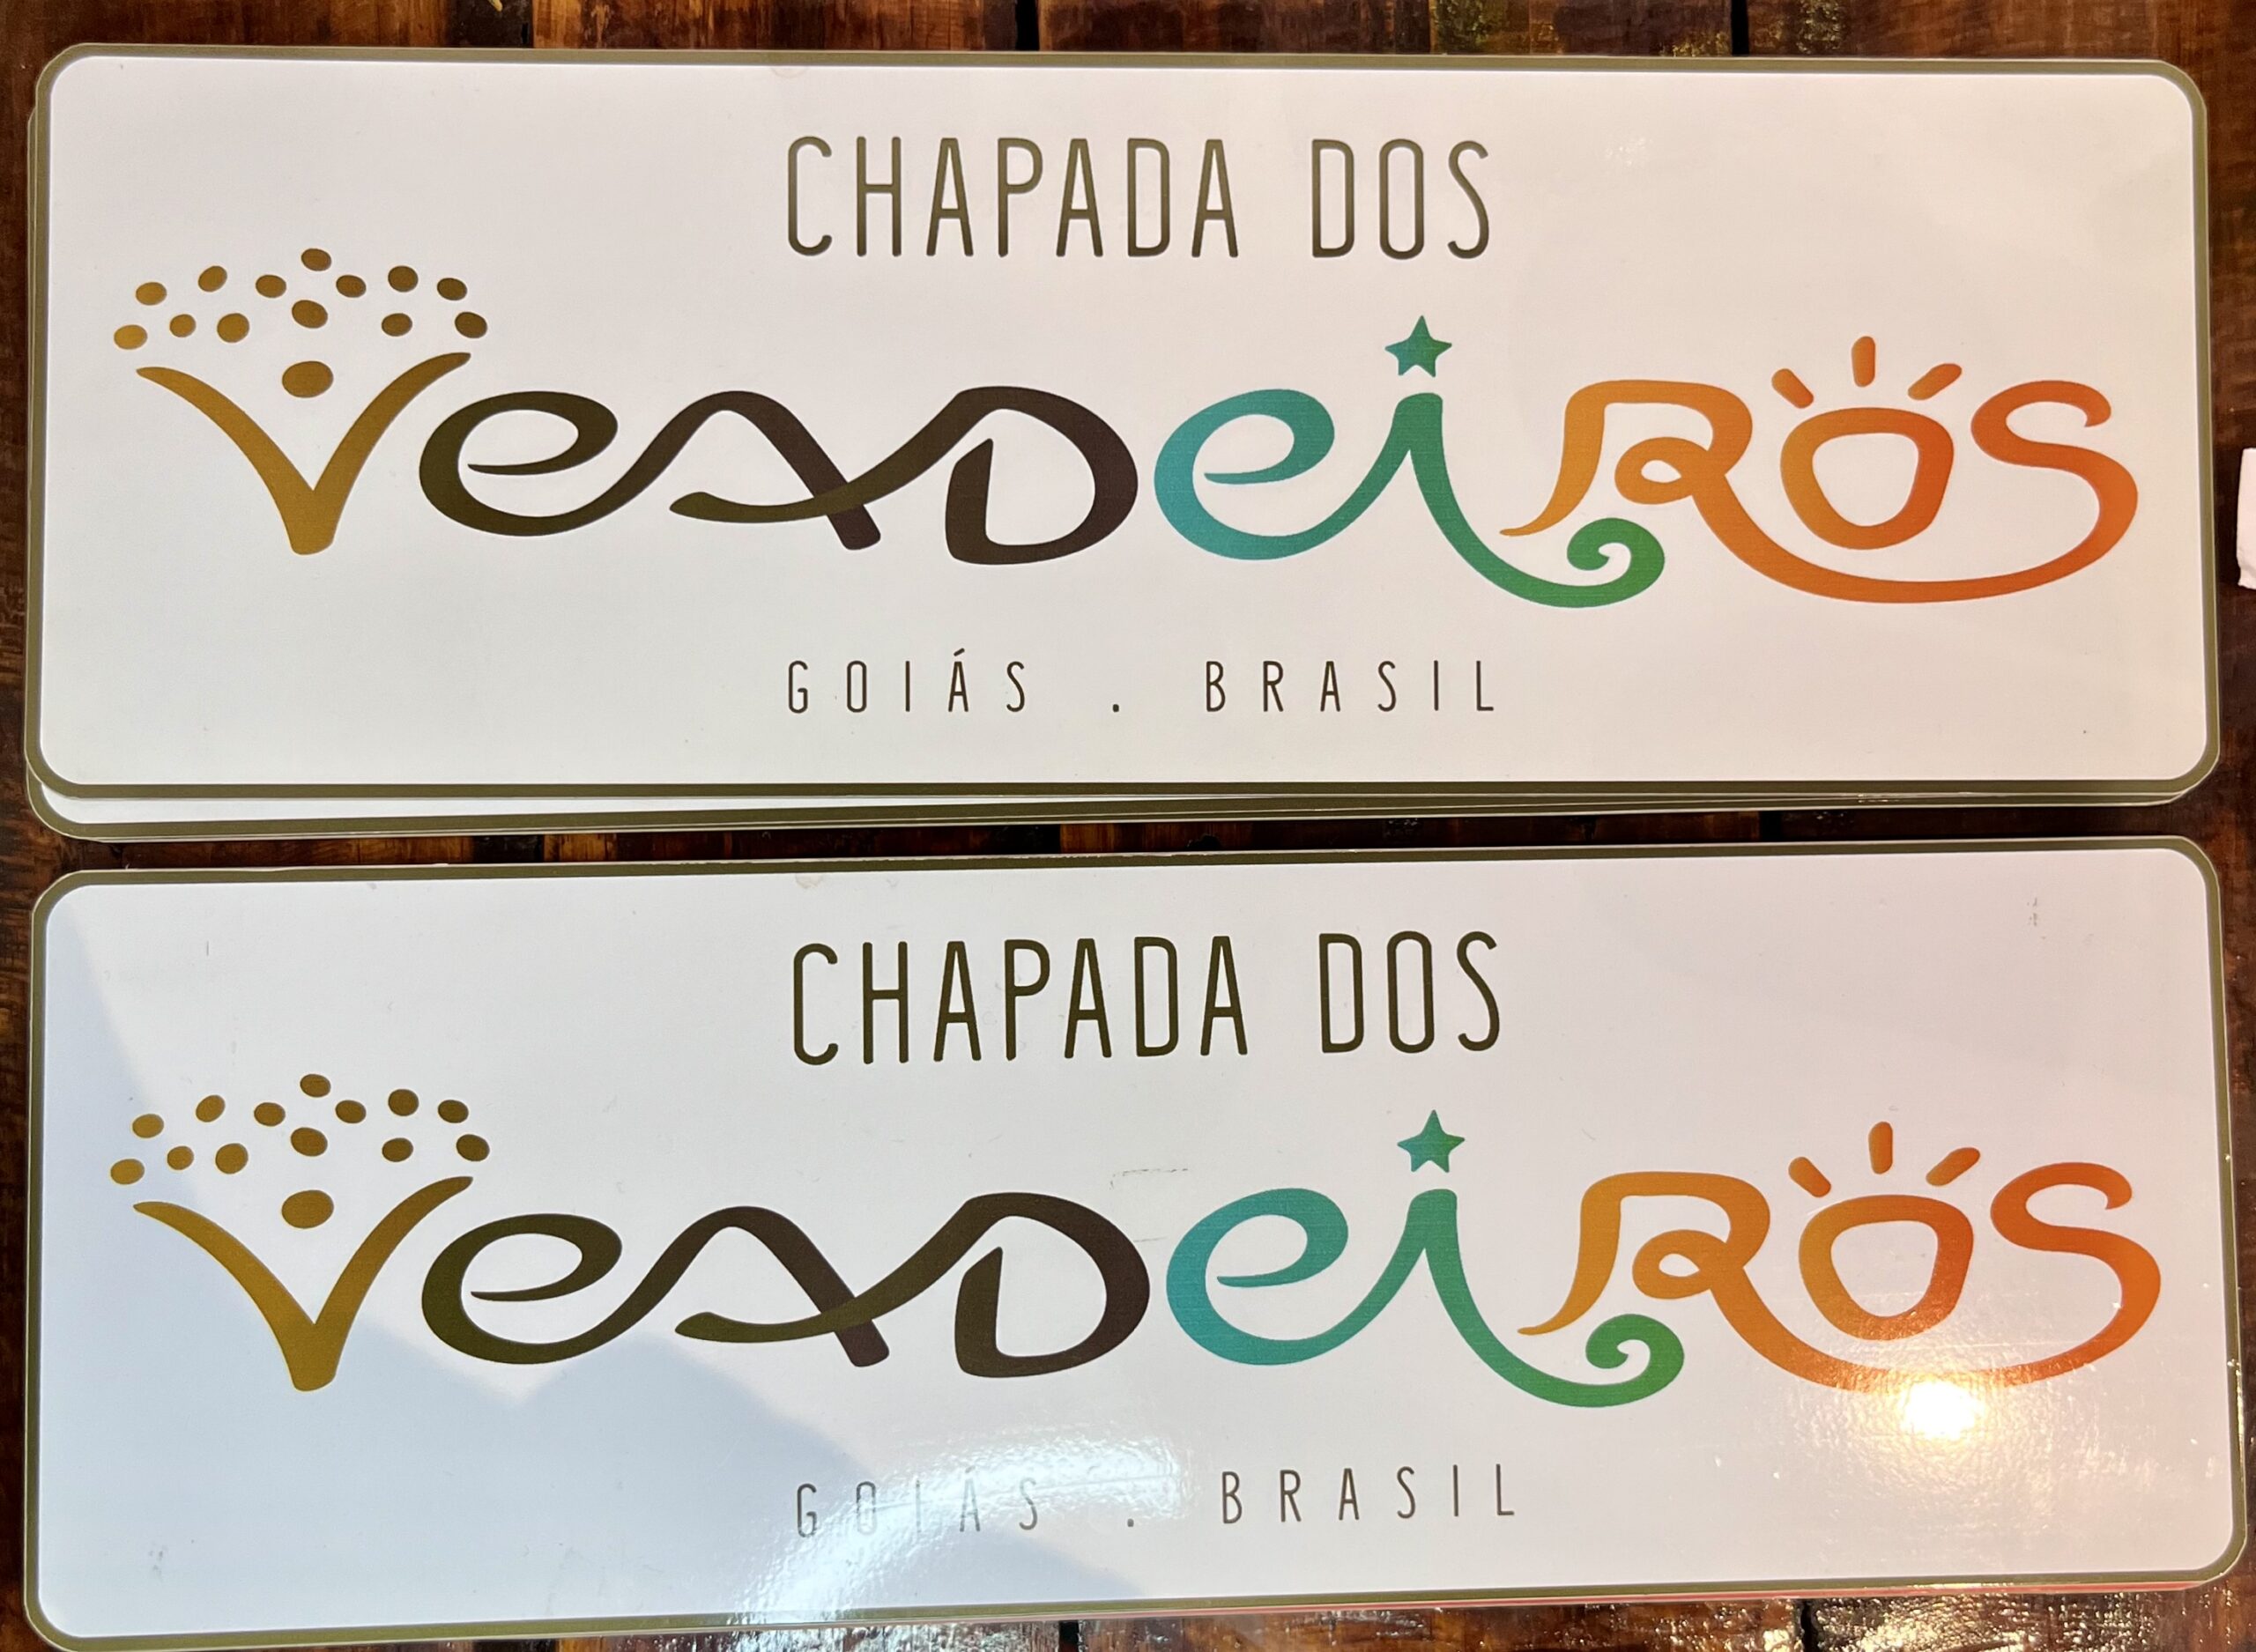 CHAPADA DOS
VeADeiROS
GOIÁS . BRASIL
CHAPADA DOS
VeADeiROS
GOIÁS . BRASIL